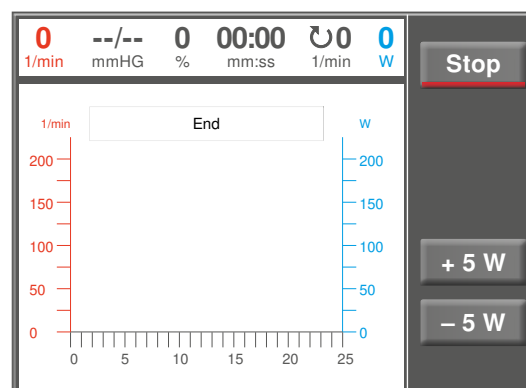 0 --/-- 0 00:00 ↻0 0
1/min mmHG % mm:ss 1/min W
Stop
End
1/min W
200 200
150 150
100 100
+ 5 W
50 50
– 5 W
0 0
0 5 10 15 20 25